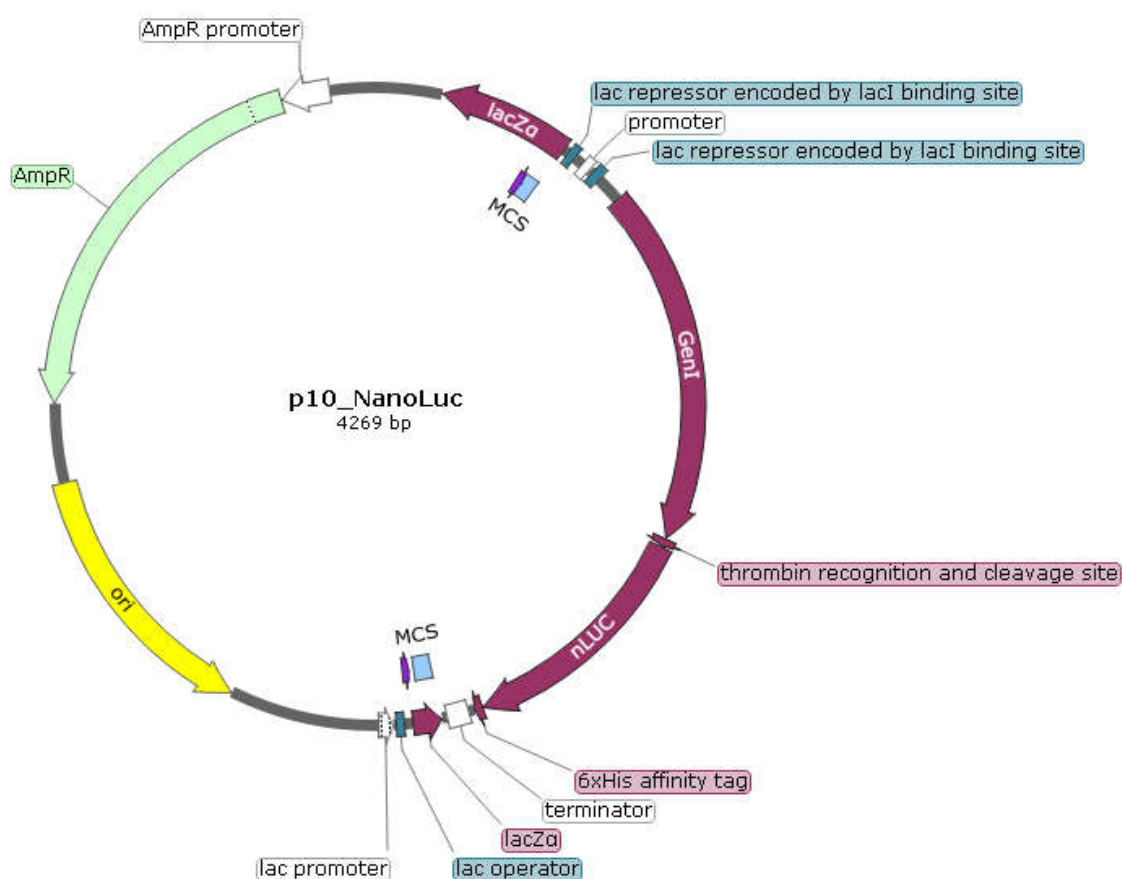 AmpR promoter
lacZα
lac repressor encoded by lacI binding site
promoter
lac repressor encoded by lacI binding site
MCS
AmpR
GenI
p10_NanoLuc
4269 bp
thrombin recognition and cleavage site
ori
nLUC
MCS
6xHis affinity tag
terminator
lacZα
lac promoter
lac operator